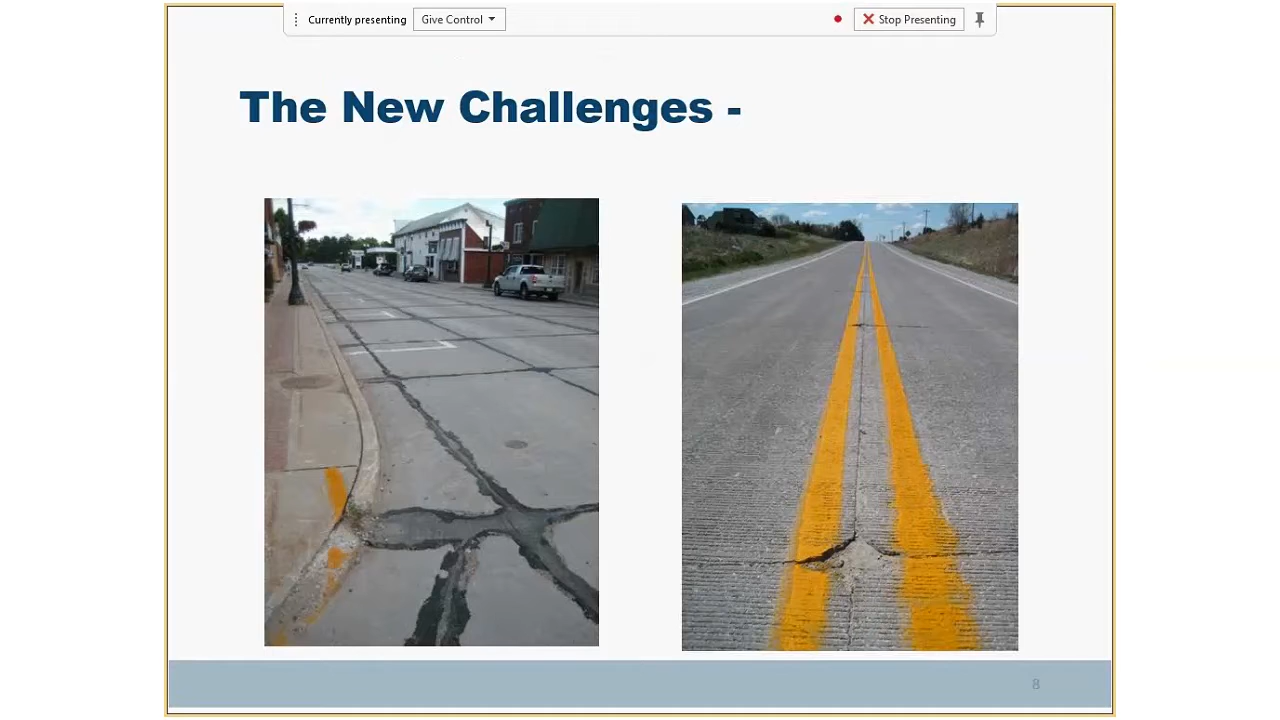 Currently presenting
Give Control
Stop Presenting
The New Challenges -
8